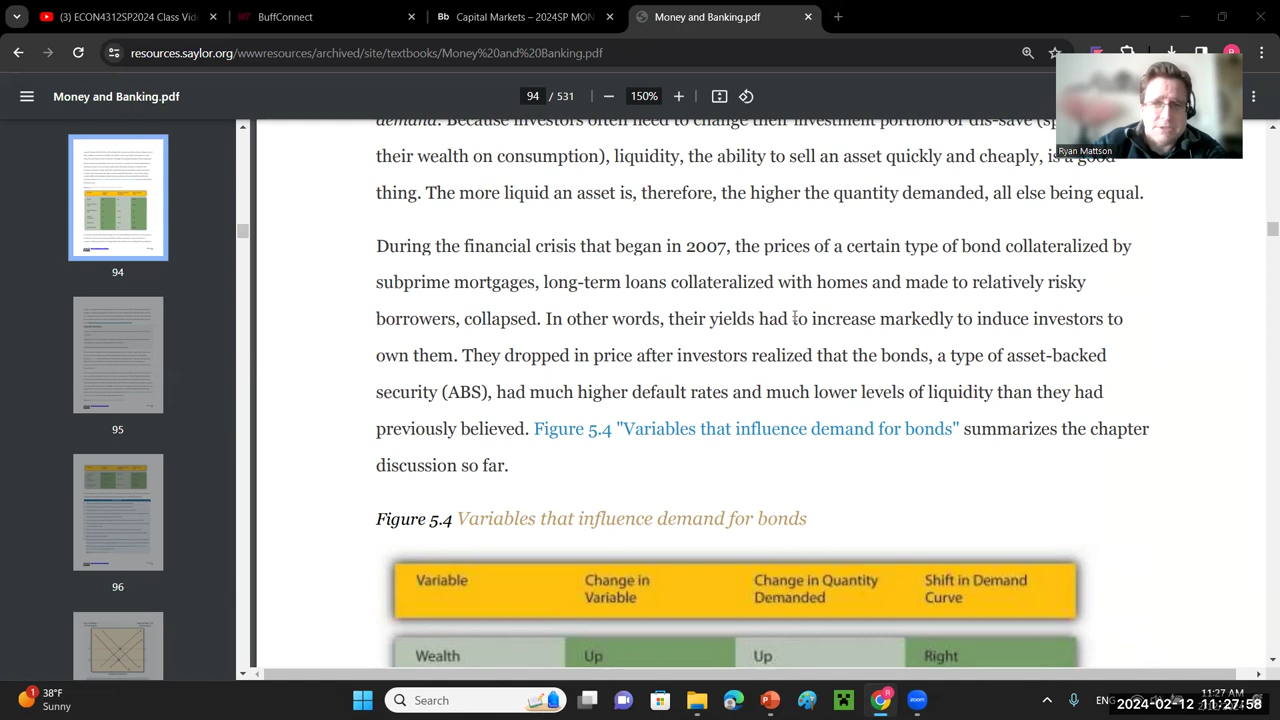 (3) ECON4312SP2024 Class Vid
BuffConnect
Bb Capital Markets – 2024SP MON
Money and Banking.pdf
resources.saylor.org/wwwresources/archived/site/textbooks/Money%20and%20Banking.pdf
Money and Banking.pdf
94 / 531
150%
Ryan Mattson
94
95
96
their wealth on consumption), liquidity, the ability to sell an asset quickly and cheaply, is a good
thing. The more liquid an asset is, therefore, the higher the quantity demanded, all else being equal.
During the financial crisis that began in 2007, the prices of a certain type of bond collateralized by
subprime mortgages, long-term loans collateralized with homes and made to relatively risky
borrowers, collapsed. In other words, their yields had to increase markedly to induce investors to
own them. They dropped in price after investors realized that the bonds, a type of asset-backed
security (ABS), had much higher default rates and much lower levels of liquidity than they had
previously believed. Figure 5.4 "Variables that influence demand for bonds" summarizes the chapter
discussion so far.
Figure 5.4 Variables that influence demand for bonds
Variable
Change in
Variable
Change in Quantity
Demanded
Shift in Demand
Curve
Wealth
Up
Up
Right
1
38°F
Sunny
Search
zoom
ENG
11:27 AM
2024-02-12 11:27:58